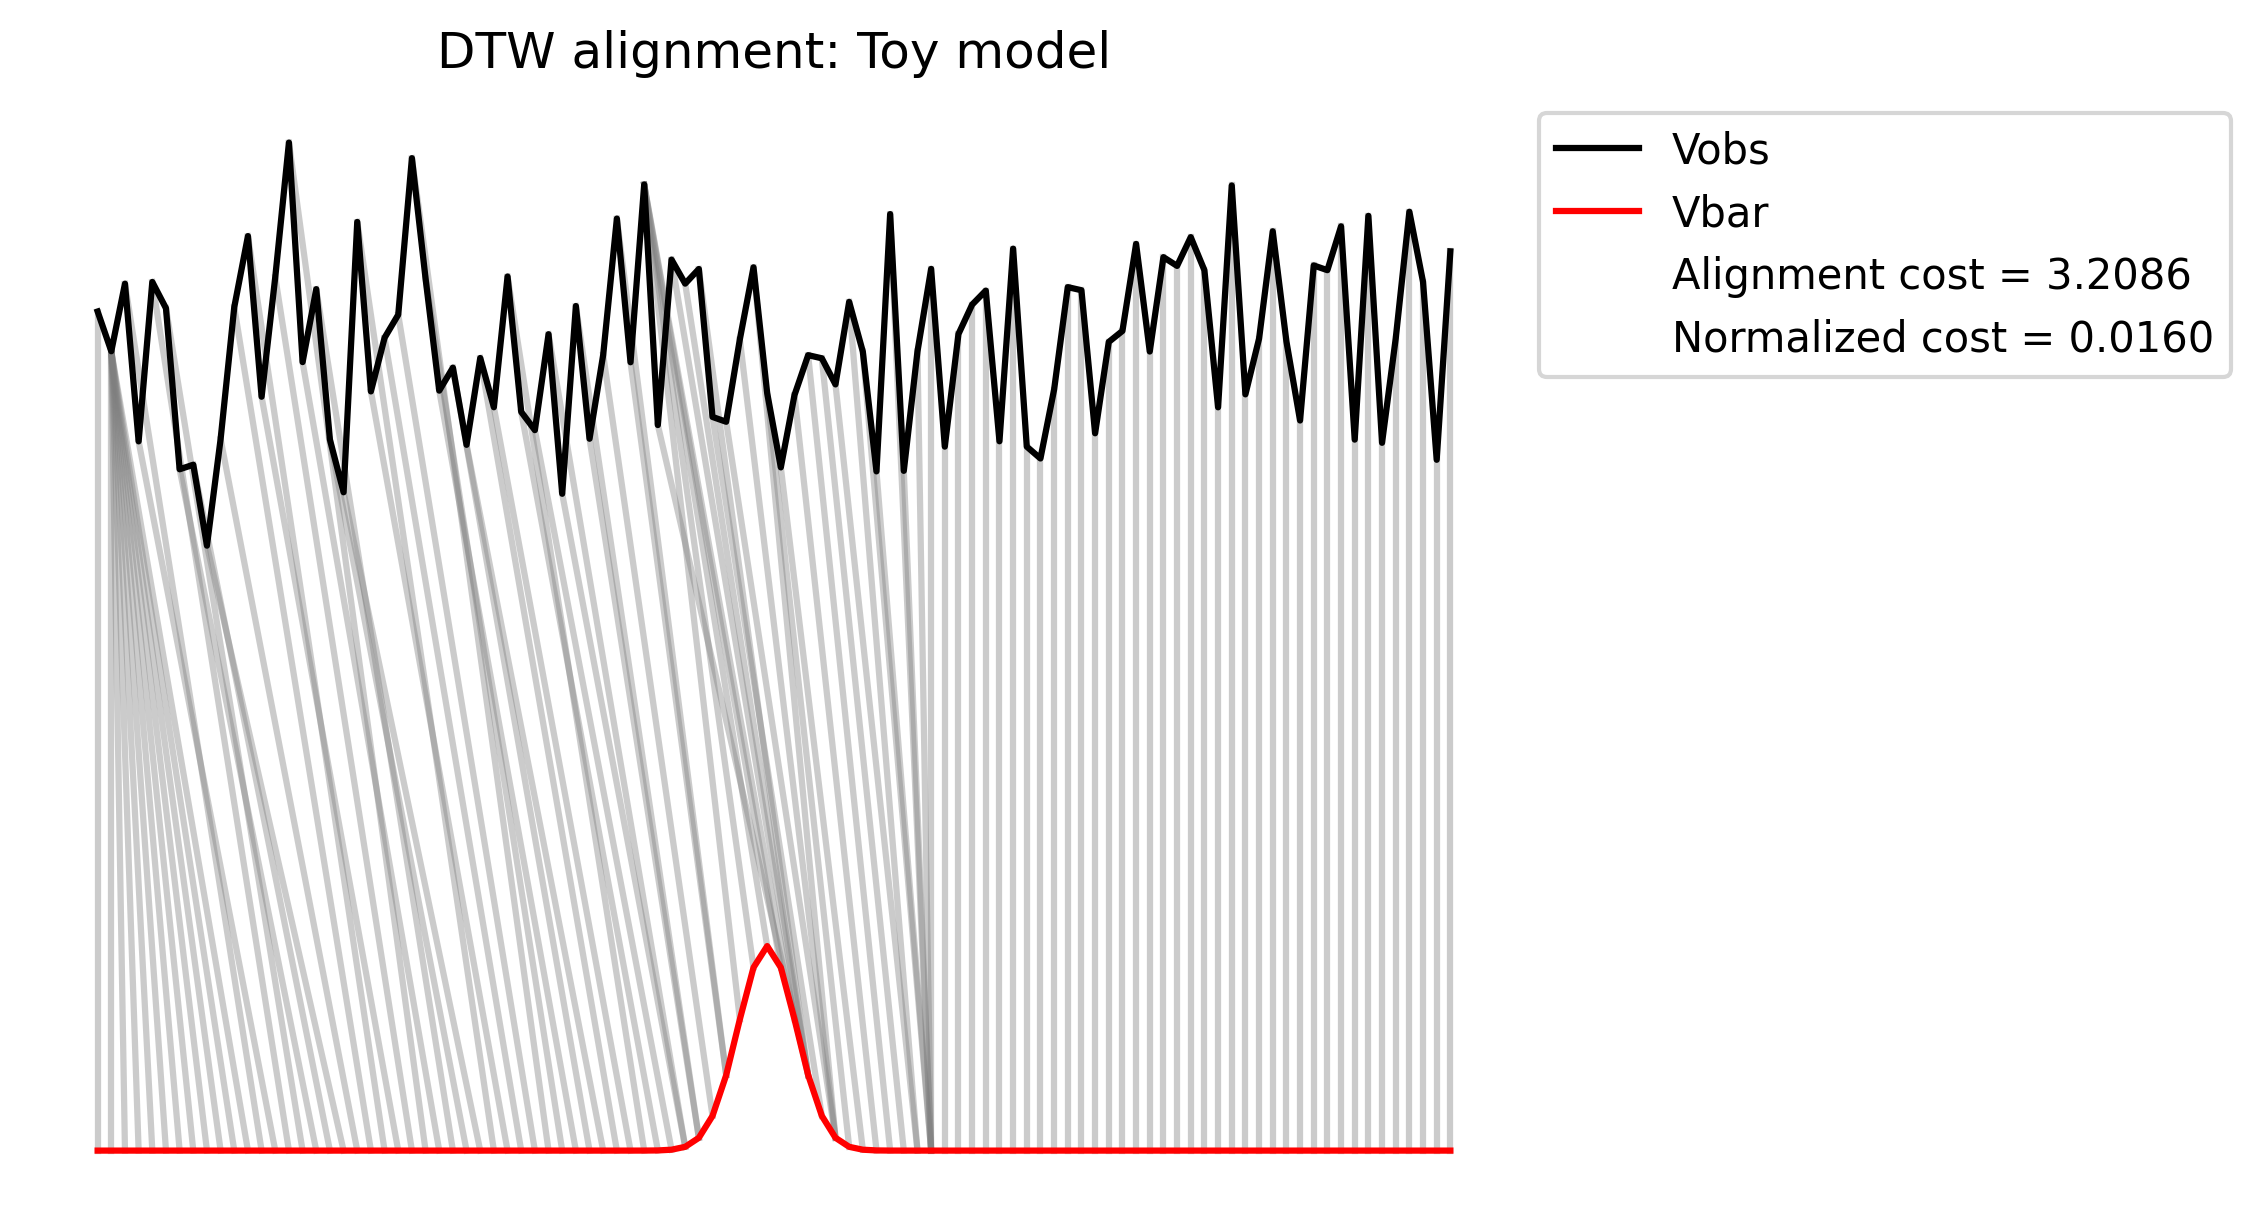 DTW alignment: Toy model
Vobs
Vbar
Alignment cost = 3.2086
Normalized cost = 0.0160